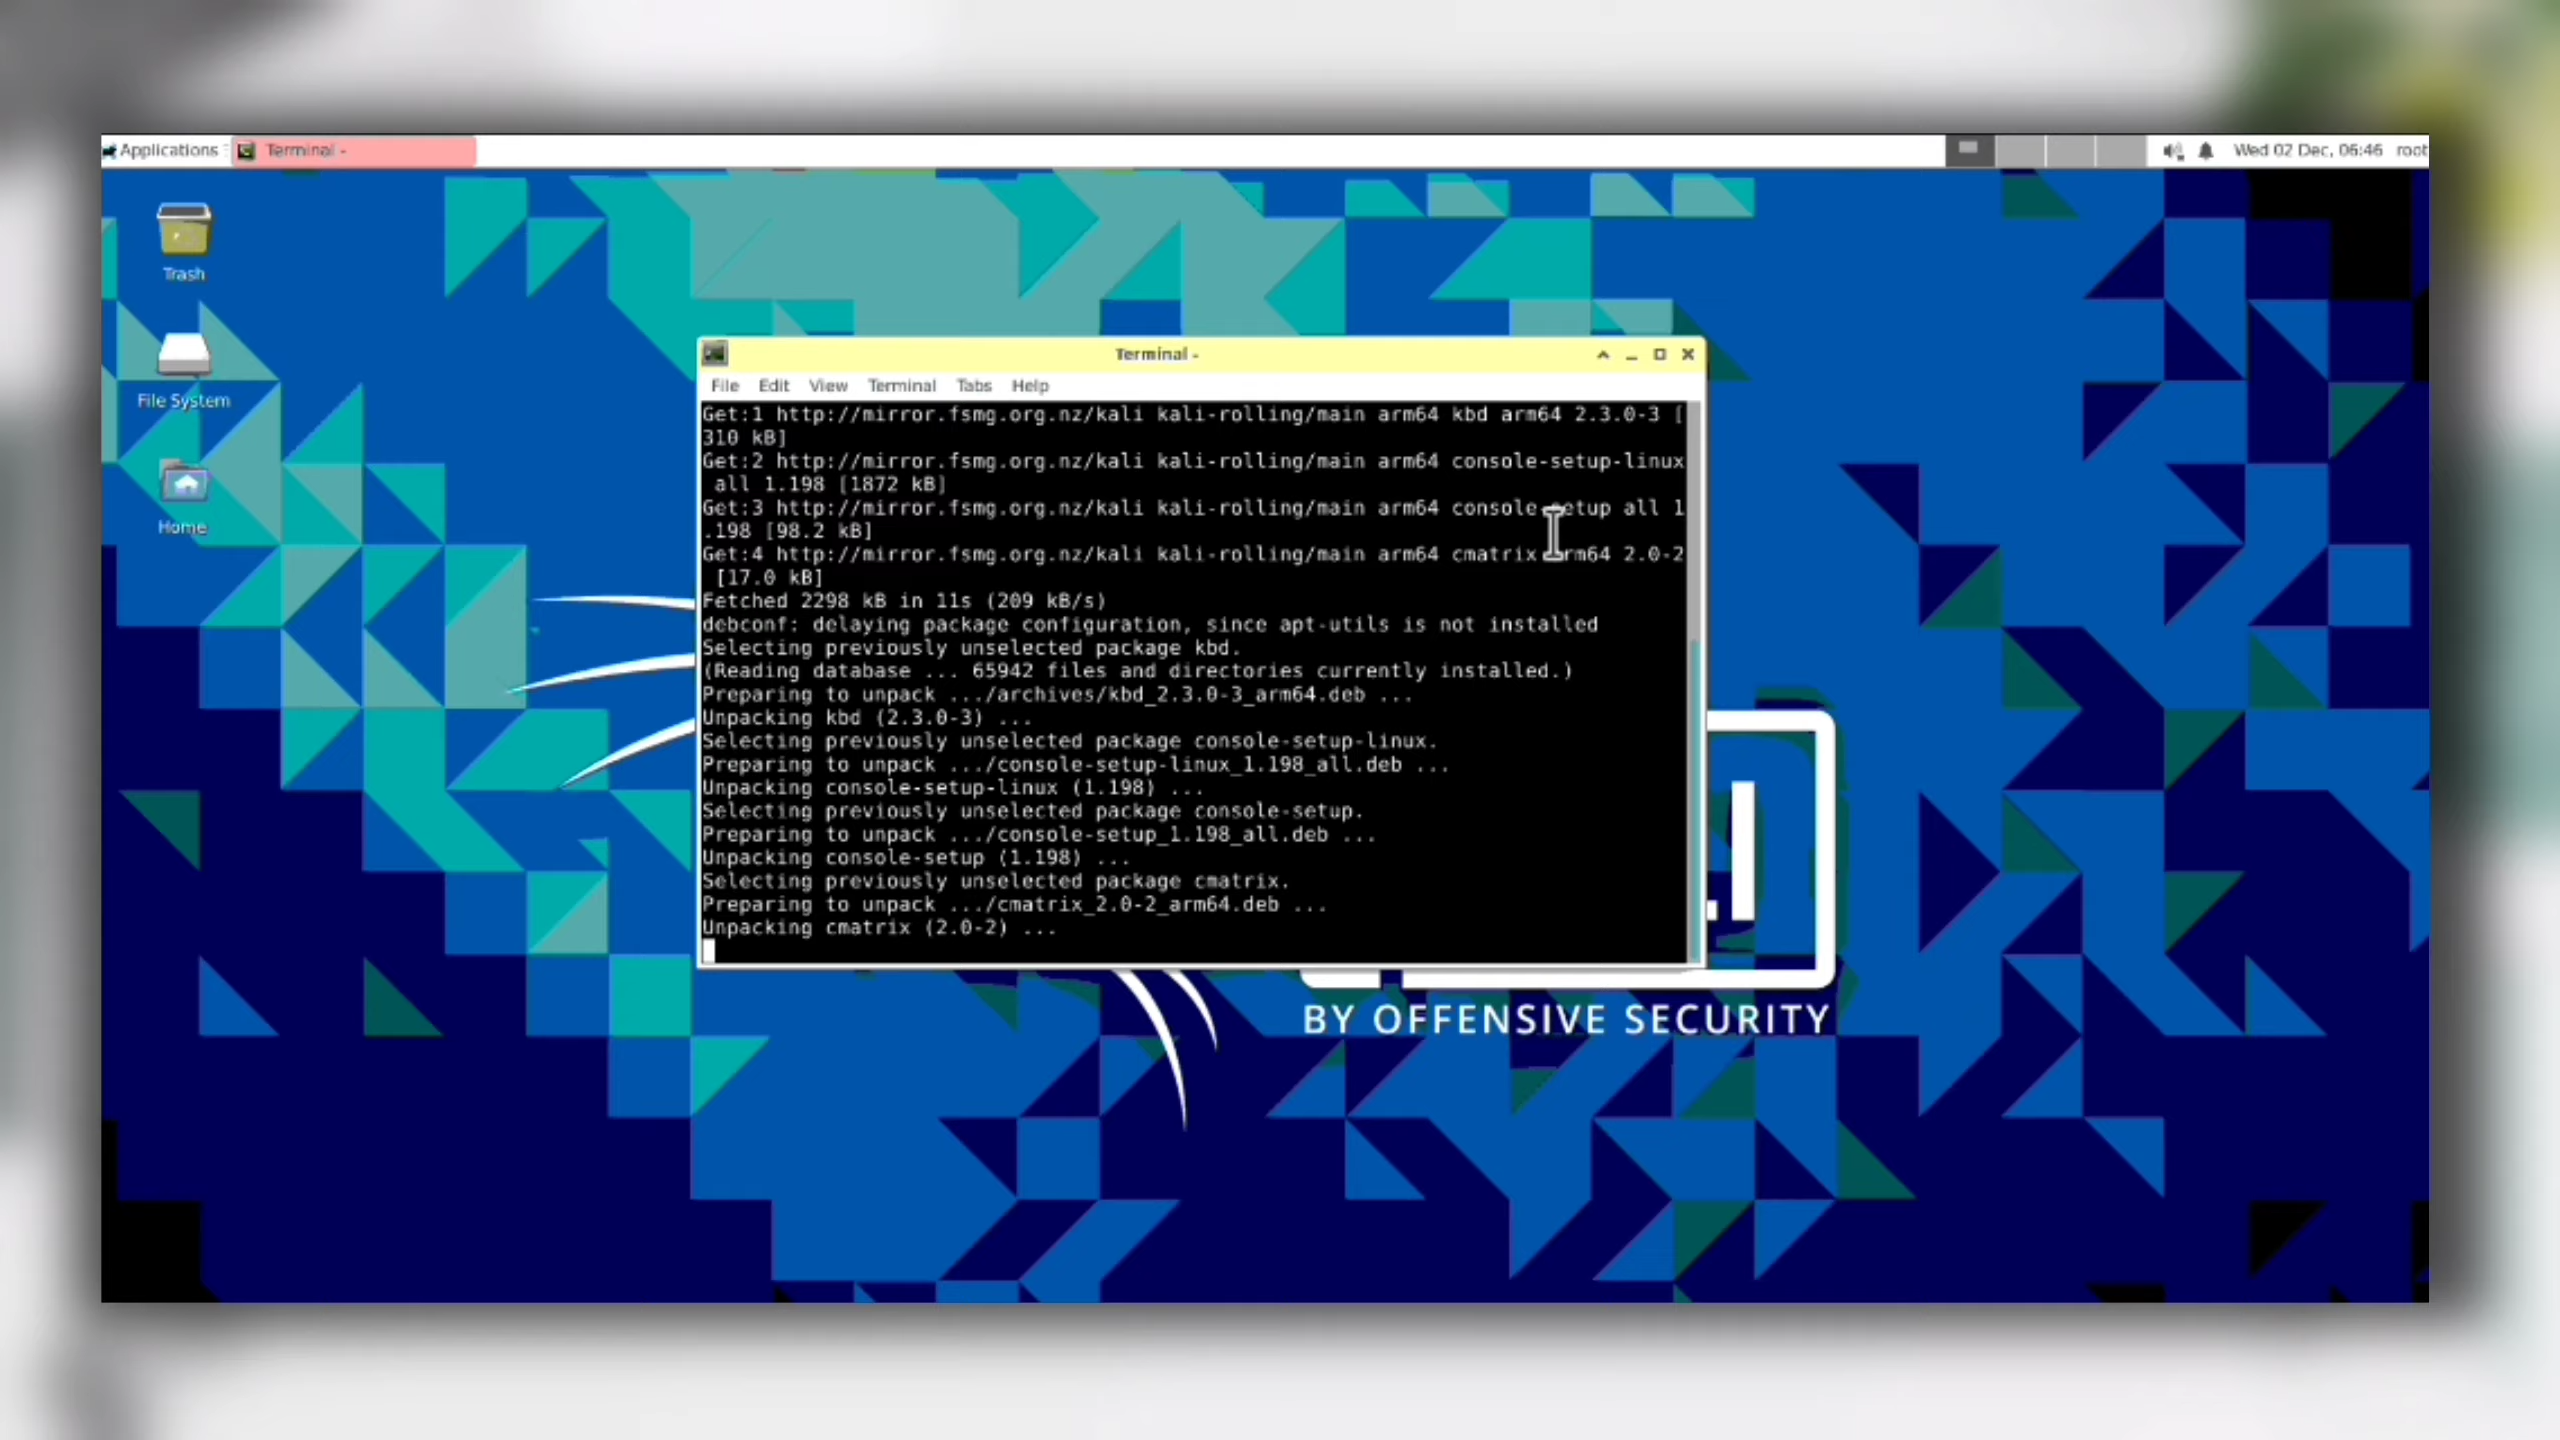 Applications
Terminal -
Wed 02 Dec, 06:46 root
Trash
File System
Home
Terminal -
File Edit View Terminal Tabs Help
Get:1 http://mirror.fsmg.org.nz/kali kali-rolling/main arm64 kbd arm64 2.3.0-3 [
310 kB]
Get:2 http://mirror.fsmg.org.nz/kali kali-rolling/main arm64 console-setup-linux
all 1.198 [1872 kB]
Get:3 http://mirror.fsmg.org.nz/kali kali-rolling/main arm64 console-setup all 1
.198 [98.2 kB]
Get:4 http://mirror.fsmg.org.nz/kali kali-rolling/main arm64 cmatrix arm64 2.0-2
[17.0 kB]
Fetched 2298 kB in 11s (209 kB/s)
debconf: delaying package configuration, since apt-utils is not installed
Selecting previously unselected package kbd.
(Reading database ... 65942 files and directories currently installed.)
Preparing to unpack .../archives/kbd_2.3.0-3_arm64.deb ...
Unpacking kbd (2.3.0-3) ...
Selecting previously unselected package console-setup-linux.
Preparing to unpack .../console-setup-linux_1.198_all.deb ...
Unpacking console-setup-linux (1.198) ...
Selecting previously unselected package console-setup.
Preparing to unpack .../console-setup_1.198_all.deb ...
Unpacking console-setup (1.198) ...
Selecting previously unselected package cmatrix.
Preparing to unpack .../cmatrix_2.0-2_arm64.deb ...
Unpacking cmatrix (2.0-2) ...
BY OFFENSIVE SECURITY